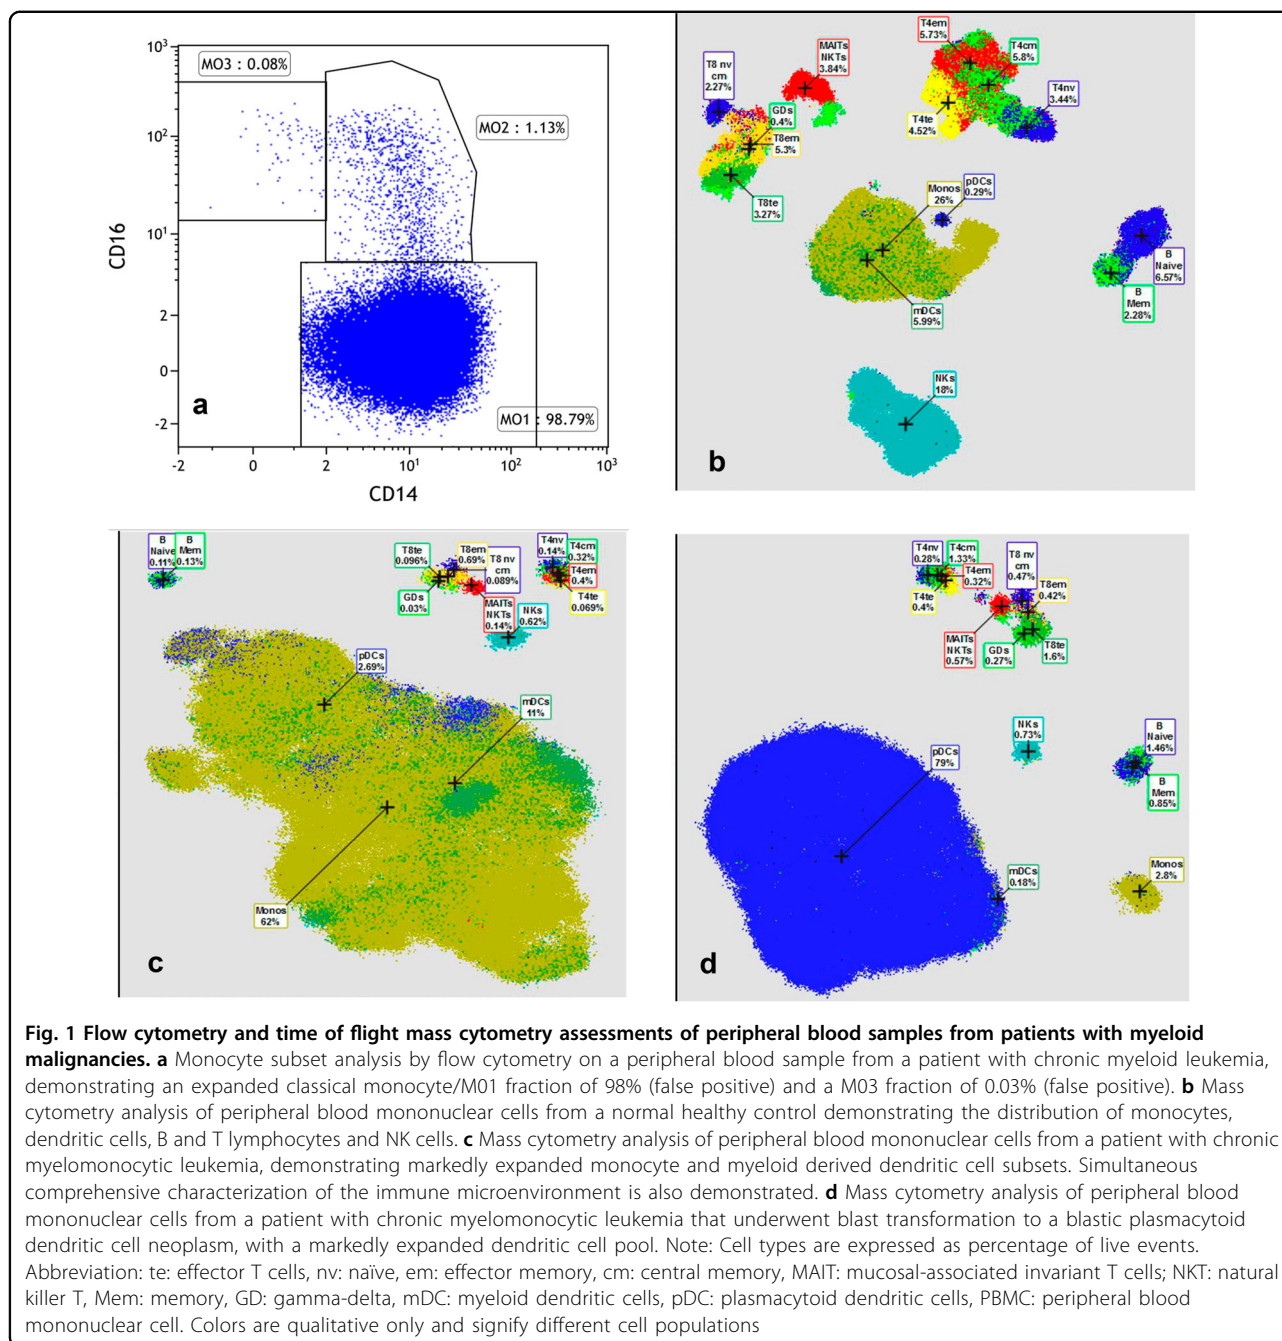 10³
10²
10¹
2
0
-2
CD16
MO3 : 0.08%
MO2 : 1.13%
MO1 : 98.79%
a
-2
0
2
10¹
10²
10³
CD14
T8 nv
cm
2.27%
MAITs
NKTs
3.84%
T4em
5.73%
T4cm
5.8%
T4nv
3.44%
T4te
4.52%
GDs
0.4%
T8em
5.3%
T8te
3.27%
Monos
26%
pDCs
0.29%
mDCs
5.99%
B
Naive
6.57%
B
Mem
2.28%
NKs
18%
b
B
Naive
0.11%
B
Mem
0.13%
T8te
0.096%
T8em
0.69%
T8 nv
cm
0.089%
GDs
0.03%
MAITs
NKTs
0.14%
T4nv
0.14%
T4cm
0.32%
T4em
0.4%
T4te
0.069%
NKs
0.62%
pDCs
2.69%
mDCs
11%
Monos
62%
c
T4nv
0.28%
T4cm
1.33%
T4em
0.32%
T4te
0.4%
T8 nv
cm
0.47%
T8em
0.42%
MAITs
NKTs
0.57%
GDs
0.27%
T8te
1.6%
NKs
0.73%
B
Naive
1.46%
B
Mem
0.85%
pDCs
79%
mDCs
0.18%
Monos
2.8%
d
Fig. 1 Flow cytometry and time of flight mass cytometry assessments of peripheral blood samples from patients with myeloid
malignancies. a Monocyte subset analysis by flow cytometry on a peripheral blood sample from a patient with chronic myeloid leukemia,
demonstrating an expanded classical monocyte/M01 fraction of 98% (false positive) and a M03 fraction of 0.03% (false positive). b Mass
cytometry analysis of peripheral blood mononuclear cells from a normal healthy control demonstrating the distribution of monocytes,
dendritic cells, B and T lymphocytes and NK cells. c Mass cytometry analysis of peripheral blood mononuclear cells from a patient with chronic
myelomonocytic leukemia, demonstrating markedly expanded monocyte and myeloid derived dendritic cell subsets. Simultaneous
comprehensive characterization of the immune microenvironment is also demonstrated. d Mass cytometry analysis of peripheral blood
mononuclear cells from a patient with chronic myelomonocytic leukemia that underwent blast transformation to a blastic plasmacytoid
dendritic cell neoplasm, with a markedly expanded dendritic cell pool. Note: Cell types are expressed as percentage of live events.
Abbreviation: te: effector T cells, nv: naïve, em: effector memory, cm: central memory, MAIT: mucosal-associated invariant T cells; NKT: natural
killer T, Mem: memory, GD: gamma-delta, mDC: myeloid dendritic cells, pDC: plasmacytoid dendritic cells, PBMC: peripheral blood
mononuclear cell. Colors are qualitative only and signify different cell populations